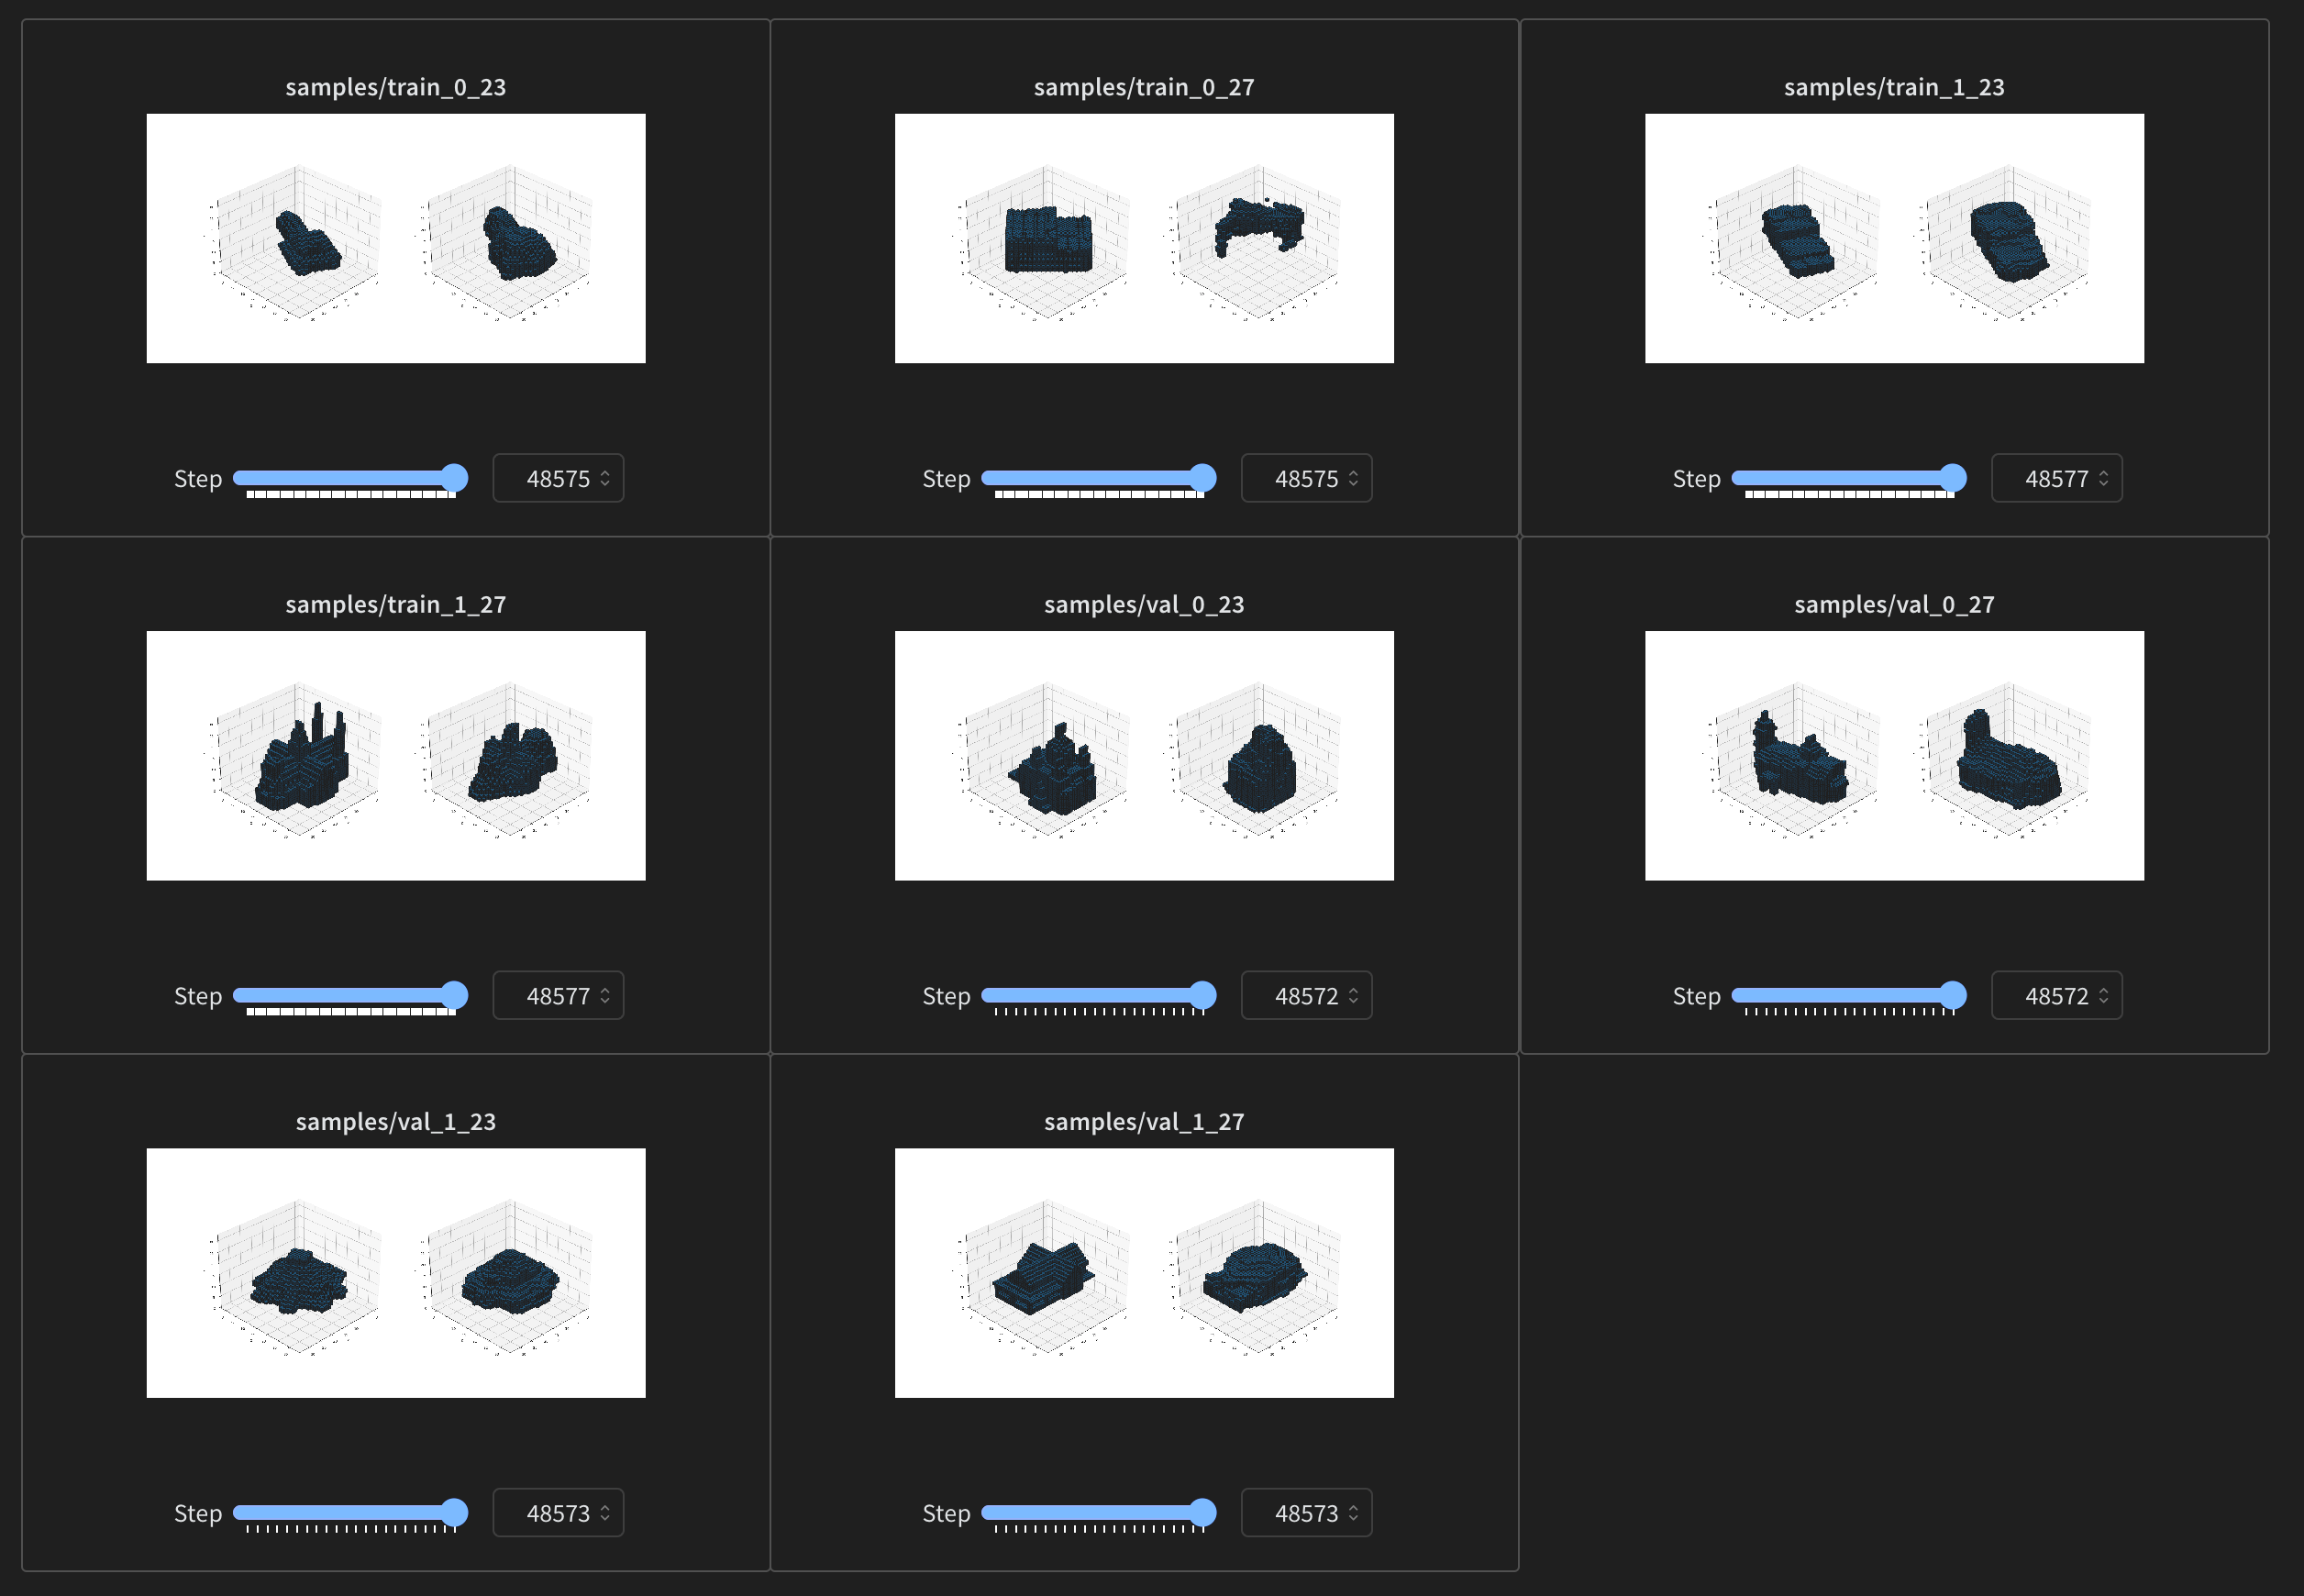 samples/train_0_23
samples/train_0_27
samples/train_1_23
Step 48575
Step 48575
Step 48577
samples/train_1_27
samples/val_0_23
samples/val_0_27
Step 48577
Step 48572
Step 48572
samples/val_1_23
samples/val_1_27
Step 48573
Step 48573